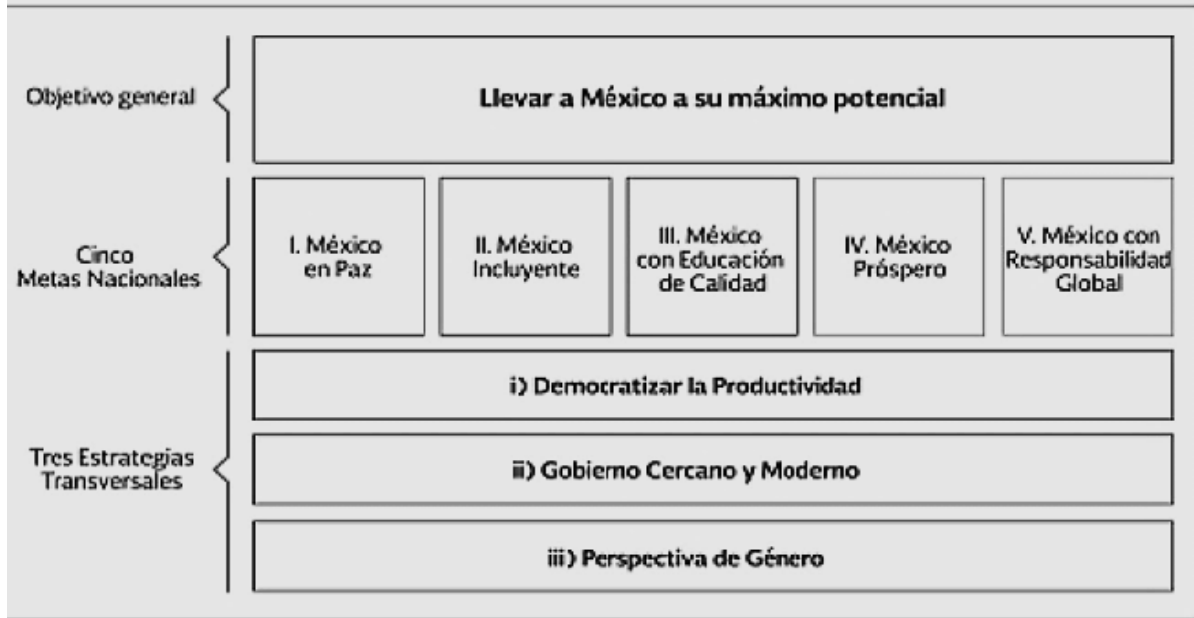 Objetivo general
Llevar a México a su máximo potencial
Cinco
Metas Nacionales
I. México
en Paz
II. México
Incluyente
III. México
con Educación
de Calidad
IV. México
Próspero
V. México con
Responsabilidad
Global
Tres Estrategias
Transversales
i) Democratizar la Productividad
ii) Gobierno Cercano y Moderno
iii) Perspectiva de Género